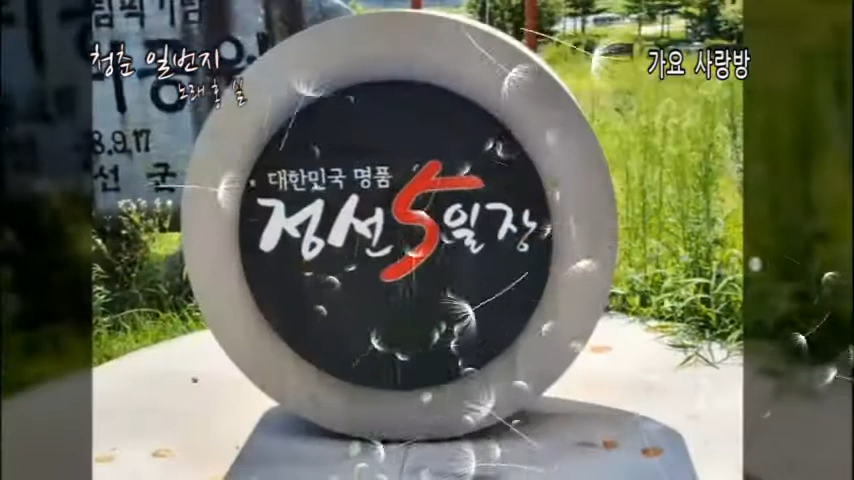 청춘 일번지
노래 홍 일
가요 사랑방
8.9.17
선 군
대한민국 명품
정선5일장